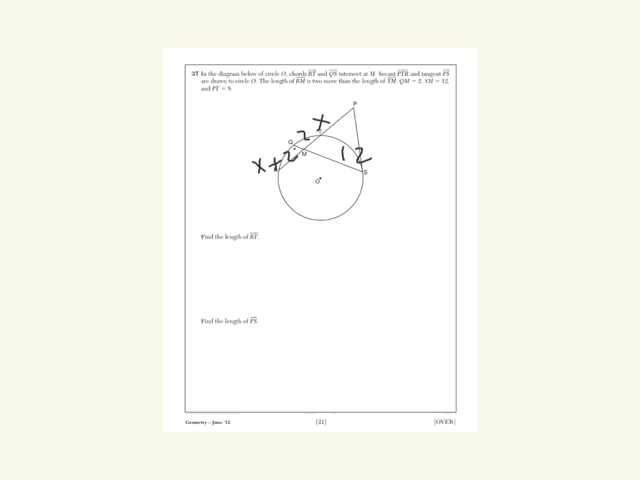 37 In the diagram below of circle O, chords RT and QS intersect at M. Secant PTR and tangent PS
are drawn to circle O. The length of RM is two more than the length of TM, QM = 2, SM = 12,
and PT = 8.
P
x
2
Q
M
12
x+2
S
O
Find the length of RT.
Find the length of PS.
Geometry – June '12 [21] [OVER]